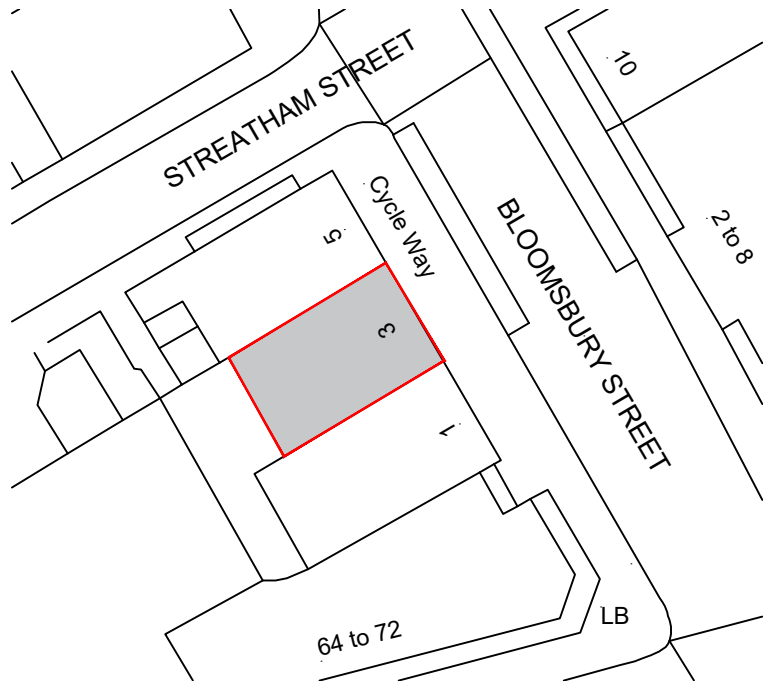 STREATHAM STREET
10
Cycle Way
5
BLOOMSBURY STREET
2 to 8
3
1
64 to 72
LB